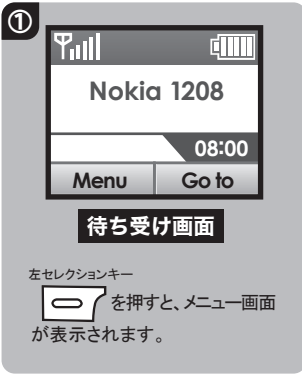 ①
Nokia 1208
08:00
Menu Go to
待ち受け画面
左セレクションキー
を押すと、メニュー画面
が表示されます。